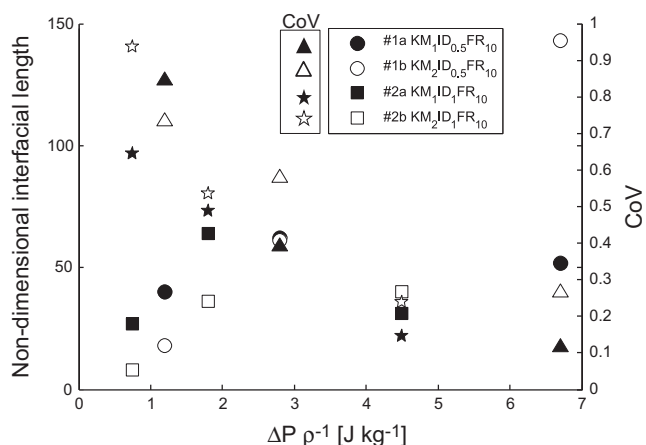 CoV
#1a KM1ID0.5FR10
#1b KM2ID0.5FR10
#2a KM1ID1FR10
#2b KM2ID1FR10
Non-dimensional interfacial length
150
100
50
0
1
0.9
0.8
0.7
0.6
0.5
0.4
0.3
0.2
0.1
0
CoV
0 1 2 3 4 5 6 7
ΔP ρ-1 [J kg-1]